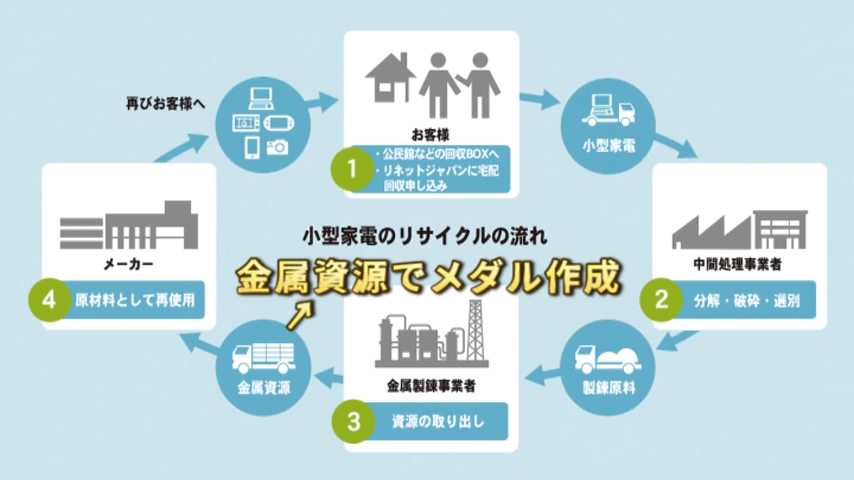 再びお客様へ
お客様
1
・公民館などの回収BOXへ
・リネットジャパンに宅配
回収申し込み
小型家電
小型家電のリサイクルの流れ
金属資源でメダル作成
メーカー
4
原材料として再使用
中間処理事業者
2
分解・破砕・選別
金属資源
金属製錬事業者
3
資源の取り出し
製錬原料